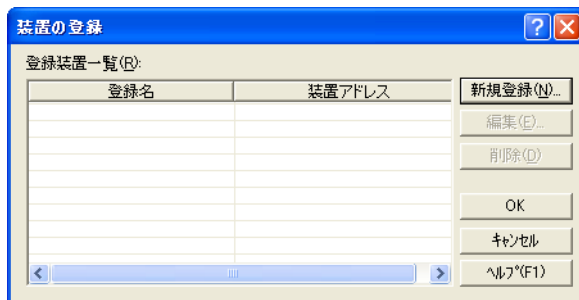 装置の登録
登録装置一覧(R):
登録名 装置アドレス
新規登録(N)...
編集(E)...
削除(D)
OK
キャンセル
ヘルプ(F1)